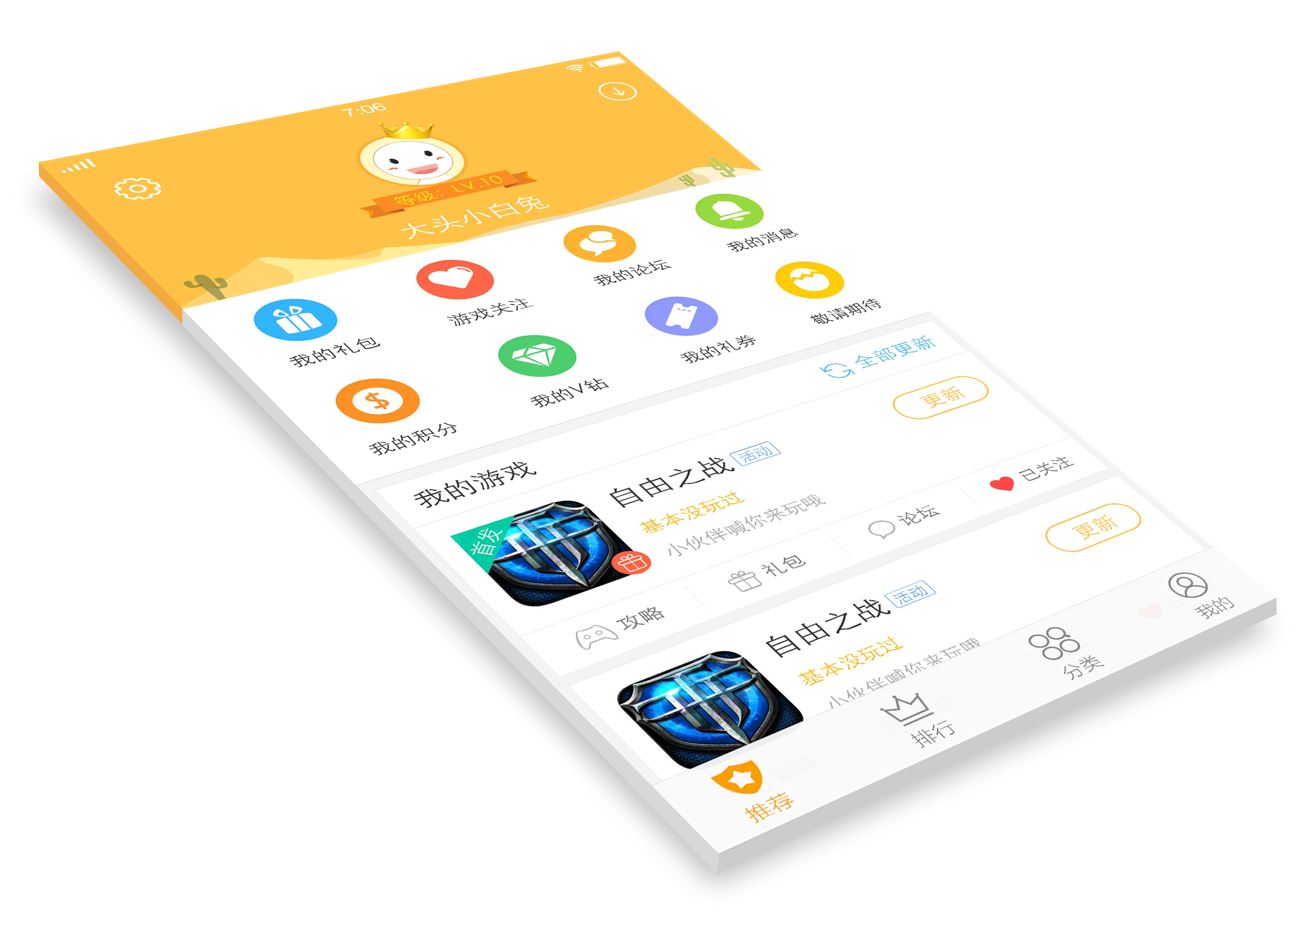 7:06
等级：LV.10
大头小白兔
我的礼包
游戏关注
我的论坛
我的消息
我的积分
我的V钻
我的礼券
敬请期待
我的游戏
全部更新
首发
自由之战
活动
基本没玩过
小伙伴喊你来玩哦
更新
攻略
礼包
论坛
已关注
自由之战
活动
基本没玩过
小伙伴喊你来玩哦
更新
攻略
推荐
排行
分类
我的